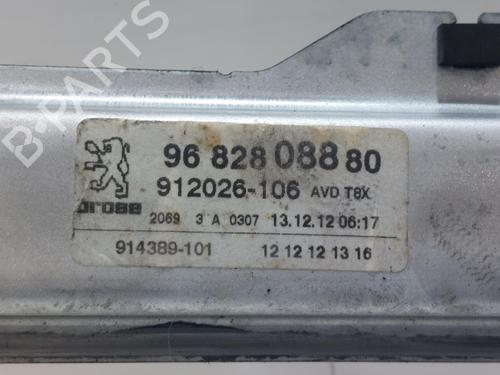 B-PARTS
96 828 088 80
912026-106 AVD T8X
brose
2069 3 A 0307 13.12.12 06:17
914389-101 12 12 12 13 16